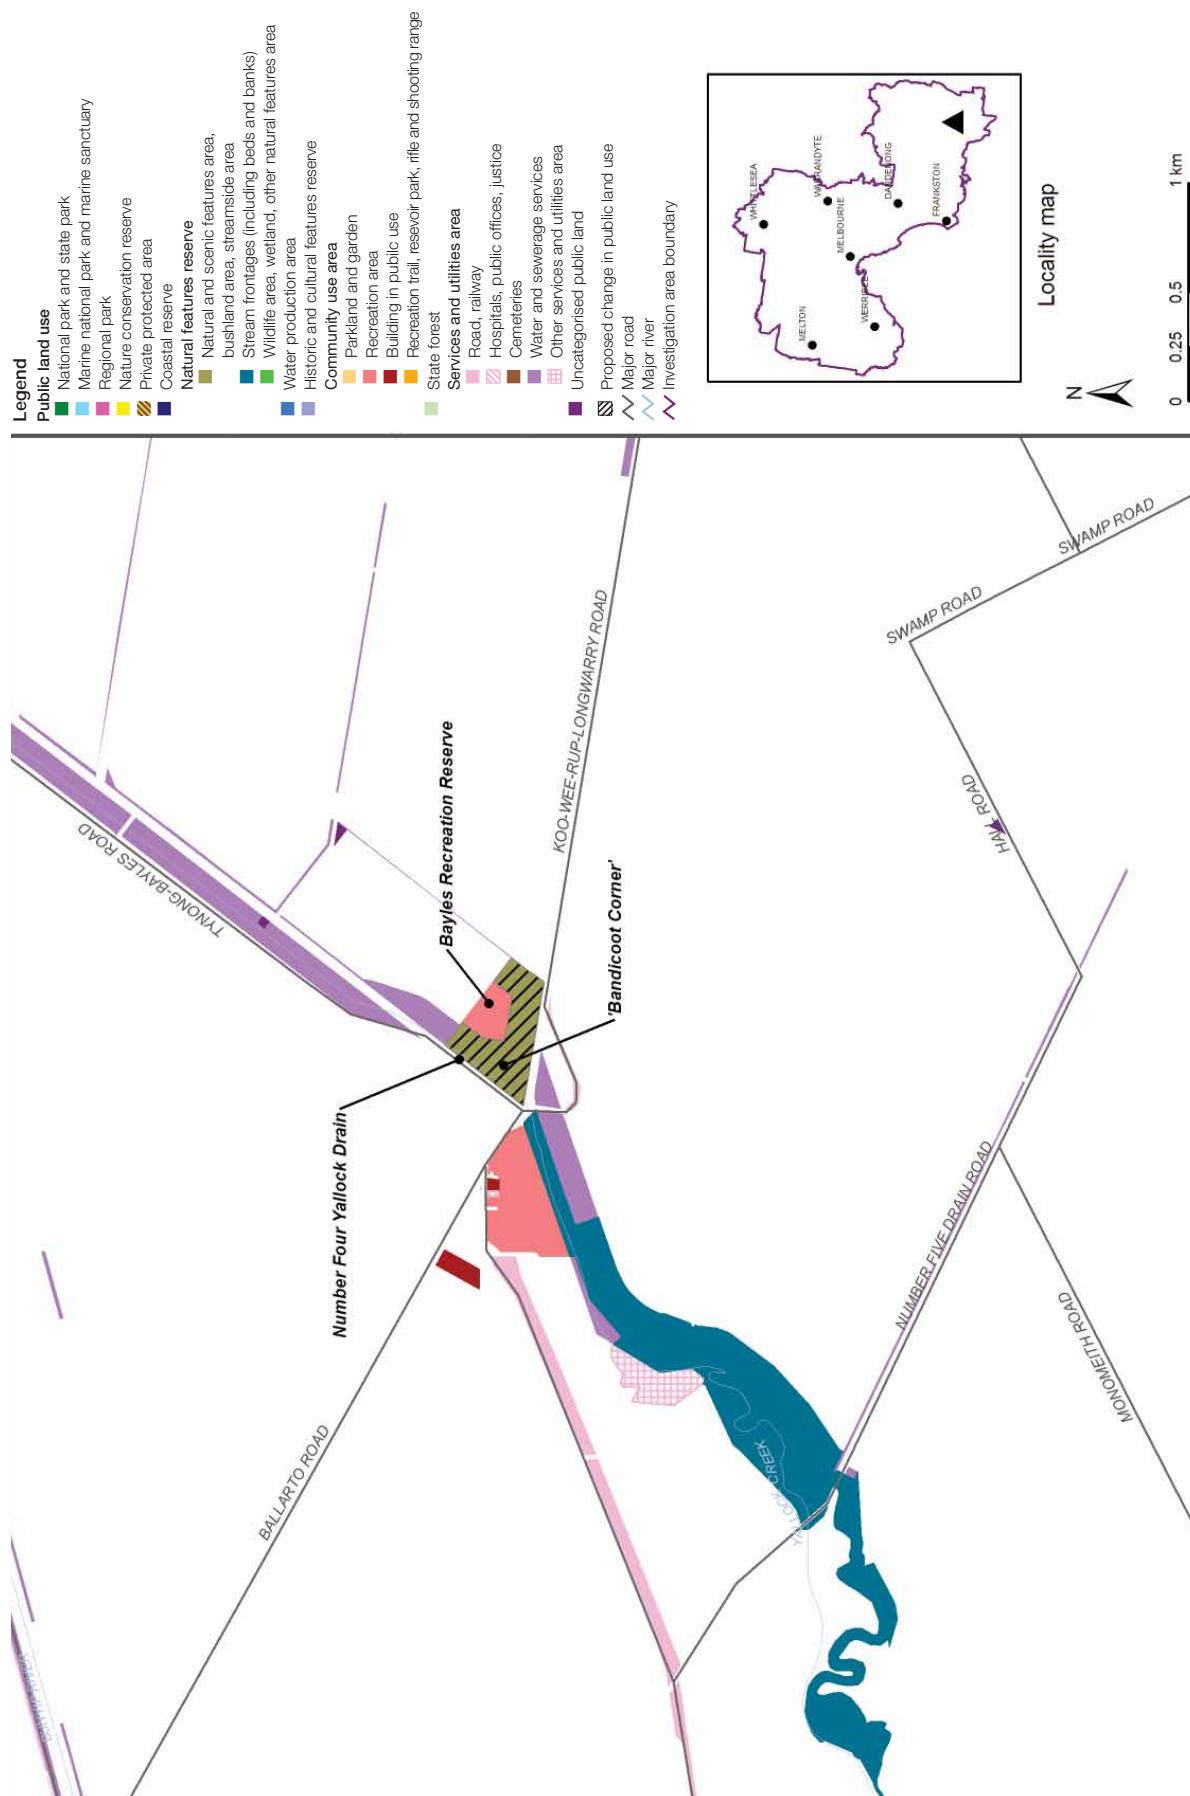 Legend
Public land use
National park and state park
Marine national park and marine sanctuary
Regional park
Nature conservation reserve
Private protected area
Coastal reserve
Natural features reserve
Natural and scenic features area,
bushland area, streamside area
Stream frontages (including beds and banks)
Wildlife area, wetland, other natural features area
Water production area
Historic and cultural features reserve
Community use area
Parkland and garden
Recreation area
Building in public use
Recreation trail, resevoir park, rifle and shooting range
State forest
Services and utilities area
Road, railway
Hospitals, public offices, justice
Cemeteries
Water and sewerage services
Other services and utilities area
Uncategorised public land
Proposed change in public land use
Major road
Major river
Investigation area boundary
WHITTLESEA
WARRANDYTE
MELTON
MELBOURNE
DANDENONG
WERRIBEE
FRANKSTON
Locality map
N
0 0.25 0.5 1 km
TYNONG-BAYLES ROAD
Bayles Recreation Reserve
Number Four Yallock Drain
'Bandicoot Corner'
KOO-WEE-RUP-LONGWARRY ROAD
BALLARTO ROAD
SWAMP ROAD
SWAMP ROAD
HALL ROAD
NUMBER FIVE DRAIN ROAD
MONOMEITH ROAD
YALLOCK CREEK
BUNYIP RIVER